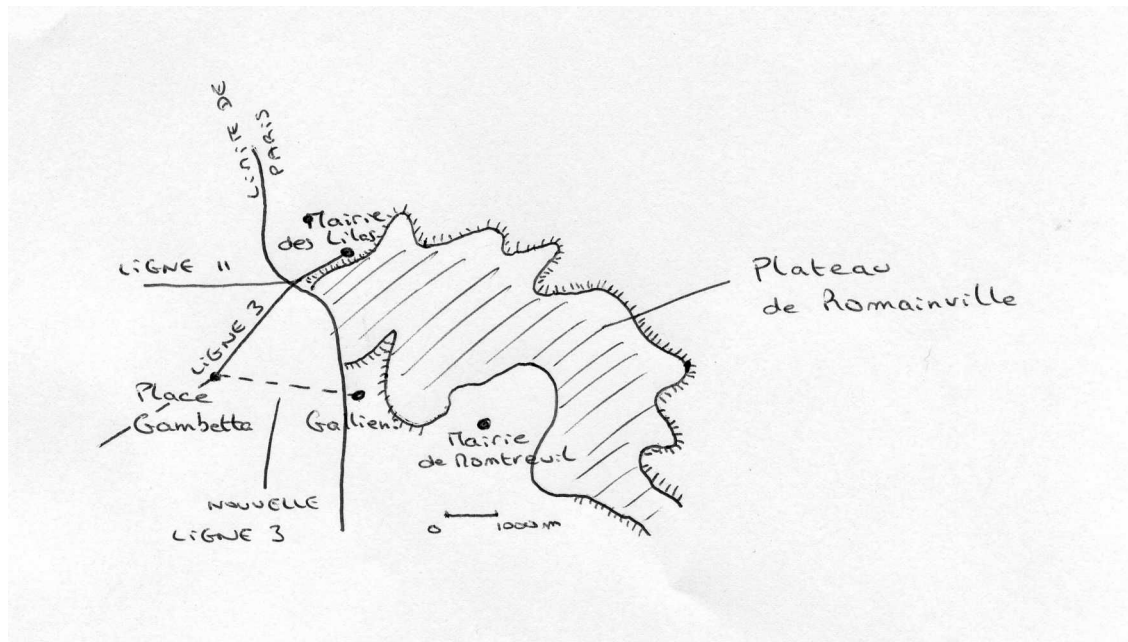 LIMITE DE
PARIS
Mairie
des Lilas
LIGNE 11
Plateau
de Romainville
LIGNE 3
Place
Gambetta
Gallieni
Mairie
de Montreuil
NOUVELLE
LIGNE 3
0 1000m